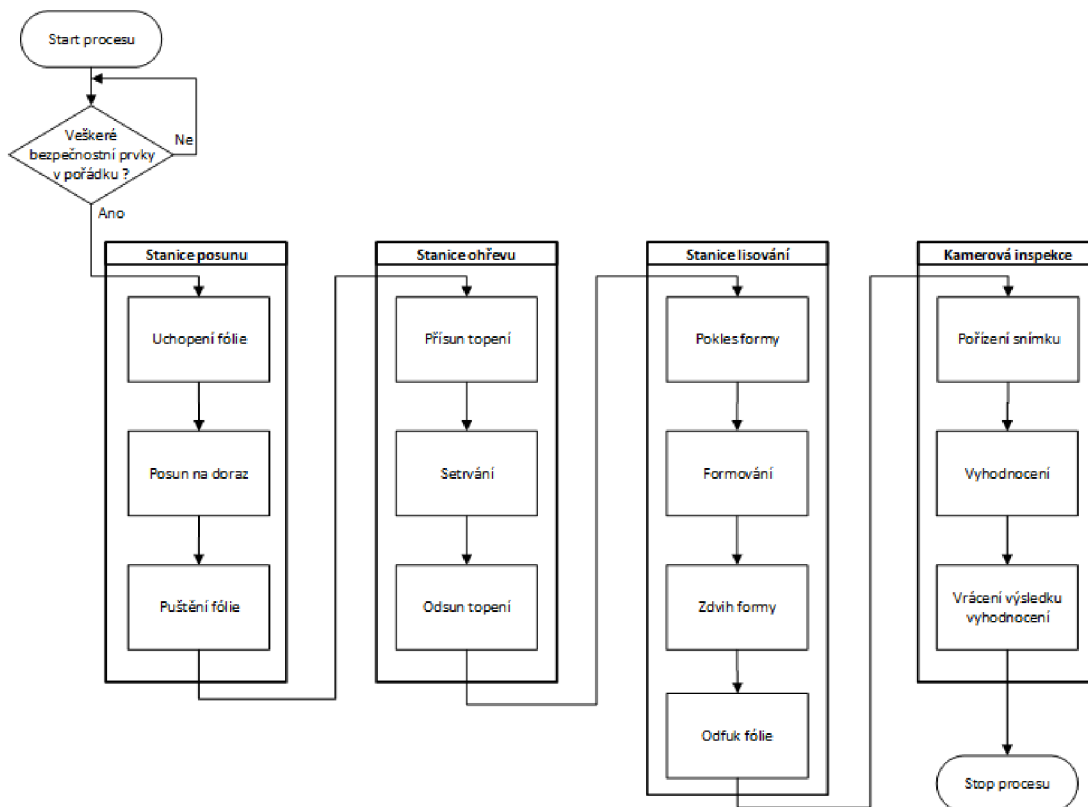 Start procesu
Veškeré
bezpečnostní prvky
v pořádku ?
Ne
Ano
Stanice posunu
Uchopení fólie
Posun na doraz
Puštění fólie
Stanice ohřevu
Přísun topení
Setrvání
Odsun topení
Stanice lisování
Pokles formy
Formování
Zdvih formy
Odfuk fólie
Kamerová inspekce
Pořízení snímku
Vyhodnocení
Vrácení výsledku
vyhodnocení
Stop procesu